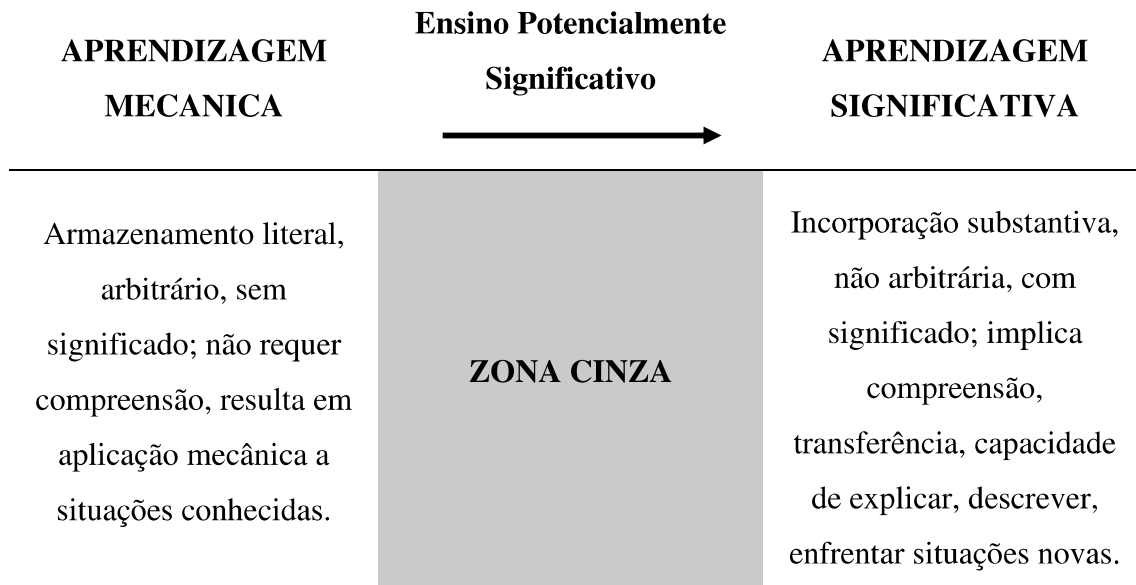 APRENDIZAGEM
MECANICA
Ensino Potencialmente
Significativo
APRENDIZAGEM
SIGNIFICATIVA
Armazenamento literal,
arbitrário, sem
significado; não requer
compreensão, resulta em
aplicação mecânica a
situações conhecidas.
ZONA CINZA
Incorporação substantiva,
não arbitrária, com
significado; implica
compreensão,
transferência, capacidade
de explicar, descrever,
enfrentar situações novas.